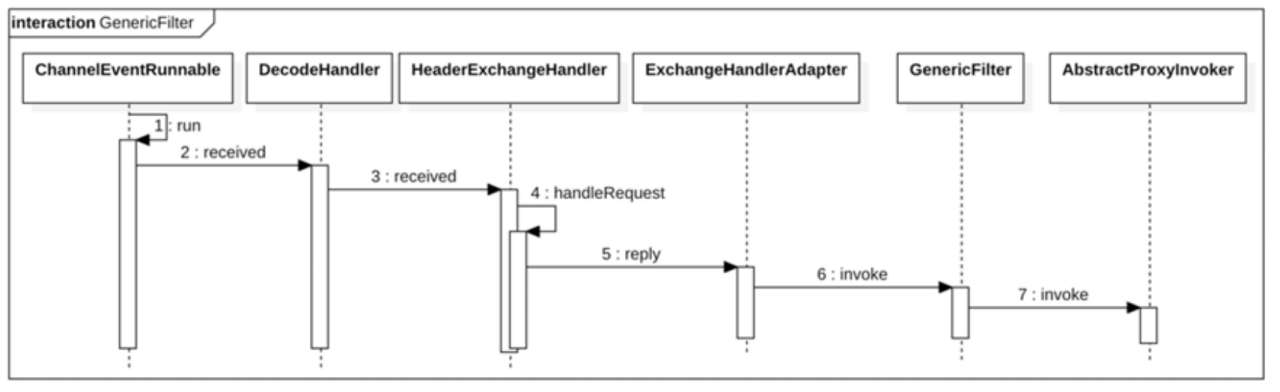 interaction GenericFilter
ChannelEventRunnable
DecodeHandler
HeaderExchangeHandler
ExchangeHandlerAdapter
GenericFilter
AbstractProxyInvoker
1 : run
2 : received
3 : received
4 : handleRequest
5 : reply
6 : invoke
7 : invoke